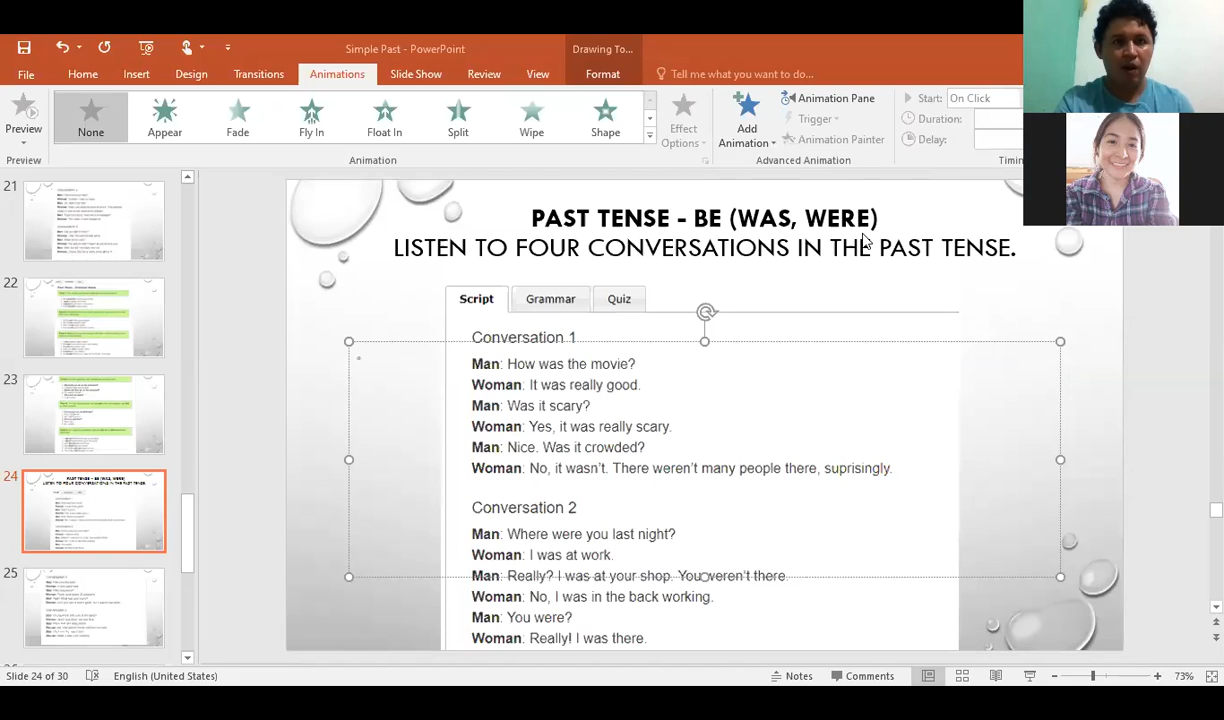 Simple Past - PowerPoint
Drawing To...
File
Home
Insert
Design
Transitions
Animations
Slide Show
Review
View
Format
Tell me what you want to do...
Preview
None
Appear
Fade
Fly In
Float In
Split
Wipe
Shape
Effect
Options
Add
Animation
Animation Pane
Trigger
Animation Painter
Start: On Click
Duration:
Delay:
Preview
Animation
Advanced Animation
Timin
21
22
23
24
25
PAST TENSE - BE (WAS, WERE)
LISTEN TO FOUR CONVERSATIONS IN THE PAST TENSE.
Script
Grammar
Quiz
Conversation 1
Man: How was the movie?
Woman: It was really good.
Man: Was it scary?
Woman: Yes, it was really scary.
Man: Nice. Was it crowded?
Woman: No, it wasn't. There weren't many people there, suprisingly.
Conversation 2
Man: Where were you last night?
Woman: I was at work.
Man: Really? I was at your shop. You weren't there.
Woman: No, I was in the back working.
Man: You were?
Woman: Really! I was there.
Slide 24 of 30
English (United States)
Notes
Comments
73%